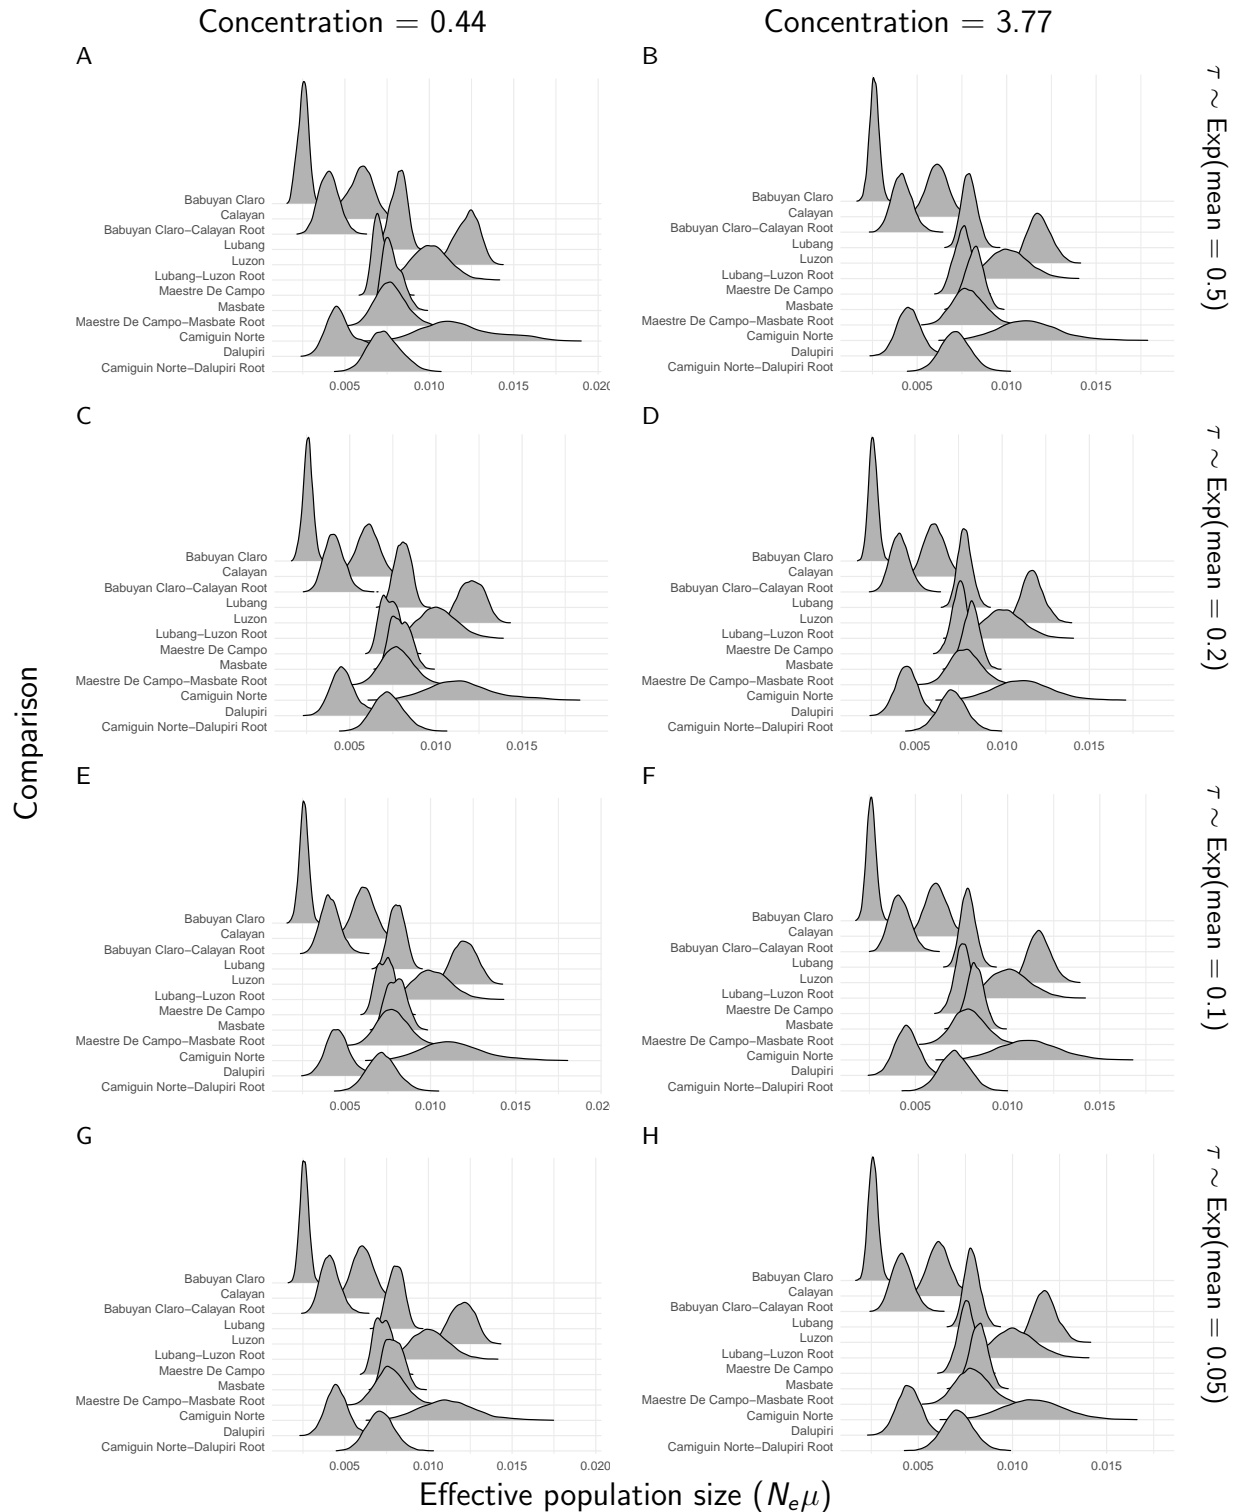 Concentration = 0.44
Concentration = 3.77
A
Babuyan Claro
Calayan
Babuyan Claro−Calayan Root
Lubang
Luzon
Lubang−Luzon Root
Maestre De Campo
Masbate
Maestre De Campo−Masbate Root
Camiguin Norte
Dalupiri
Camiguin Norte−Dalupiri Root
0.005 0.010 0.015 0.020
B
Babuyan Claro
Calayan
Babuyan Claro−Calayan Root
Lubang
Luzon
Lubang−Luzon Root
Maestre De Campo
Masbate
Maestre De Campo−Masbate Root
Camiguin Norte
Dalupiri
Camiguin Norte−Dalupiri Root
0.005 0.010 0.015
τ ∼ Exp(mean = 0.5)
C
Babuyan Claro
Calayan
Babuyan Claro−Calayan Root
Lubang
Luzon
Lubang−Luzon Root
Maestre De Campo
Masbate
Maestre De Campo−Masbate Root
Camiguin Norte
Dalupiri
Camiguin Norte−Dalupiri Root
0.005 0.010 0.015
D
Babuyan Claro
Calayan
Babuyan Claro−Calayan Root
Lubang
Luzon
Lubang−Luzon Root
Maestre De Campo
Masbate
Maestre De Campo−Masbate Root
Camiguin Norte
Dalupiri
Camiguin Norte−Dalupiri Root
0.005 0.010 0.015
τ ∼ Exp(mean = 0.2)
Comparison
E
Babuyan Claro
Calayan
Babuyan Claro−Calayan Root
Lubang
Luzon
Lubang−Luzon Root
Maestre De Campo
Masbate
Maestre De Campo−Masbate Root
Camiguin Norte
Dalupiri
Camiguin Norte−Dalupiri Root
0.005 0.010 0.015 0.020
F
Babuyan Claro
Calayan
Babuyan Claro−Calayan Root
Lubang
Luzon
Lubang−Luzon Root
Maestre De Campo
Masbate
Maestre De Campo−Masbate Root
Camiguin Norte
Dalupiri
Camiguin Norte−Dalupiri Root
0.005 0.010 0.015
τ ∼ Exp(mean = 0.1)
G
Babuyan Claro
Calayan
Babuyan Claro−Calayan Root
Lubang
Luzon
Lubang−Luzon Root
Maestre De Campo
Masbate
Maestre De Campo−Masbate Root
Camiguin Norte
Dalupiri
Camiguin Norte−Dalupiri Root
0.005 0.010 0.015 0.020
H
Babuyan Claro
Calayan
Babuyan Claro−Calayan Root
Lubang
Luzon
Lubang−Luzon Root
Maestre De Campo
Masbate
Maestre De Campo−Masbate Root
Camiguin Norte
Dalupiri
Camiguin Norte−Dalupiri Root
0.005 0.010 0.015
τ ∼ Exp(mean = 0.05)
Effective population size (Nₑμ)